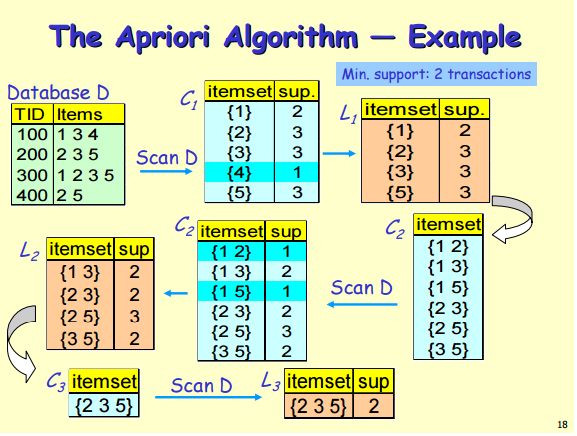 The Apriori Algorithm — Example
Min. support: 2 transactions
Database D
TID Items
100 1 3 4
200 2 3 5
300 1 2 3 5
400 2 5
Scan D
C1
itemset sup.
{1} 2
{2} 3
{3} 3
{4} 1
{5} 3
L1
itemset sup.
{1} 2
{2} 3
{3} 3
{5} 3
C2
itemset
{1 2}
{1 3}
{1 5}
{2 3}
{2 5}
{3 5}
Scan D
C2
itemset sup
{1 2} 1
{1 3} 2
{1 5} 1
{2 3} 2
{2 5} 3
{3 5} 2
L2
itemset sup
{1 3} 2
{2 3} 2
{2 5} 3
{3 5} 2
C3
itemset
{2 3 5}
Scan D
L3
itemset sup
{2 3 5} 2
18